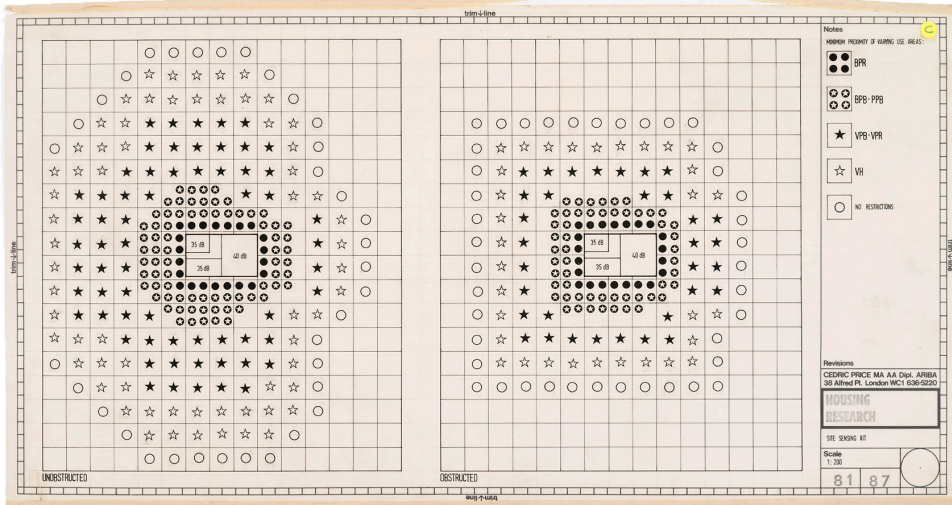 trim line
35 dB
40 dB
35 dB
UNOBSTRUCTED
35 dB
40 dB
35 dB
OBSTRUCTED
trim line
trim line
trim line
Notes
MINIMUM PROXIMITY OF VARYING USE AREAS:
BPR
BPB·PPB
VPB·VPR
VH
NO RESTRICTIONS
Revisions
CEDRIC PRICE MA AA Dipl. ARIBA
38 Alfred Pl. London WC1 636-5220
HOUSING
RESEARCH
SITE SENSING KIT
Scale
1:200
81 87